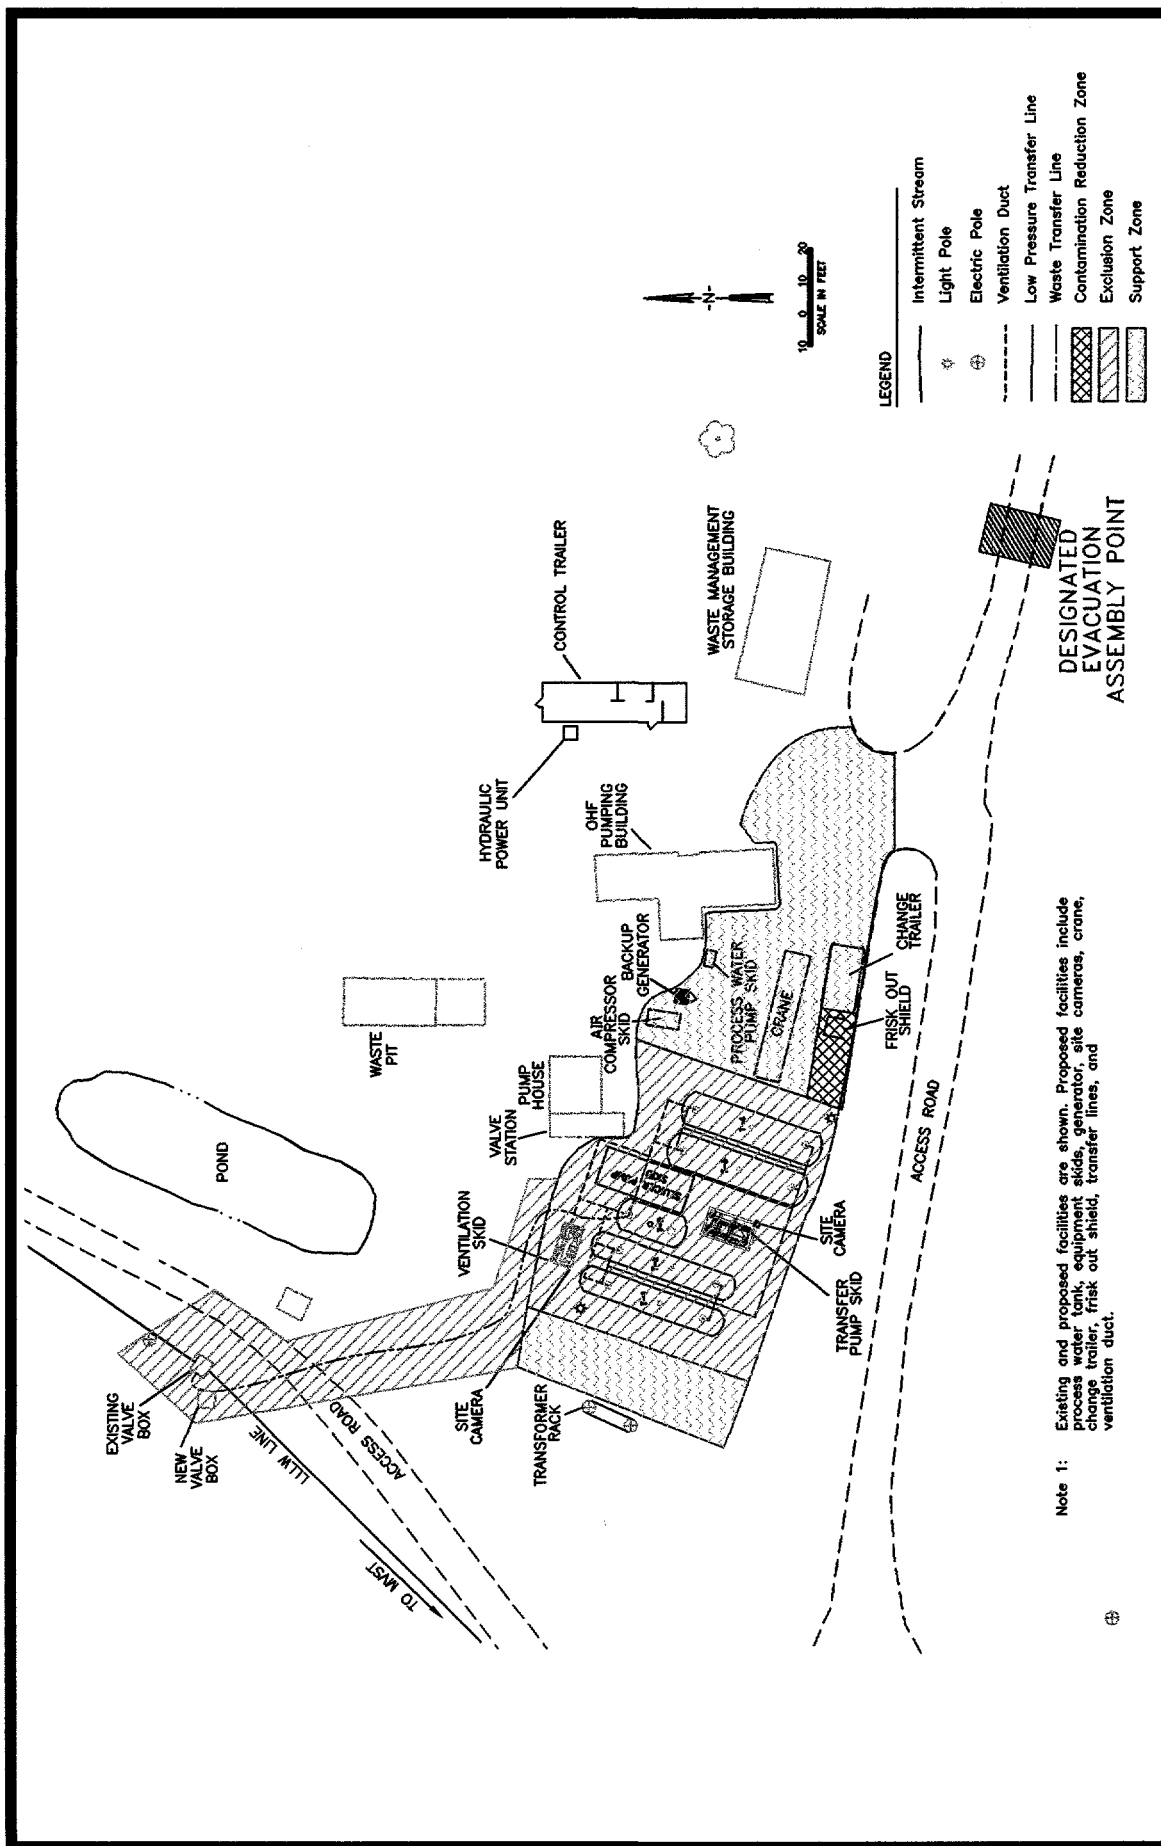 EXISTING
VALVE
BOX
NEW
VALVE
BOX
LLLW LINE
ACCESS ROAD
TO MVST
POND
WASTE
PIT
VENTILATION
SKID
VALVE
STATION
PUMP
HOUSE
SITE
CAMERA
TRANSFORMER
RACK
HYDRAULIC
POWER UNIT
CONTROL TRAILER
OHF
PUMPING
BUILDING
AIR
COMPRESSOR
SKID
BACKUP
GENERATOR
PROCESS WATER
PUMP SKID
CRANE
WASTE MANAGEMENT
STORAGE BUILDING
SLUICER PUMP
SKID
TRANSFER
PUMP SKID
SITE
CAMERA
FRISK OUT
SHIELD
CHANGE
TRAILER
ACCESS ROAD
DESIGNATED
EVACUATION
ASSEMBLY POINT
-N-
10 0 10 20
SCALE IN FEET
LEGEND
Intermittent Stream
Light Pole
Electric Pole
Ventilation Duct
Low Pressure Transfer Line
Waste Transfer Line
Contamination Reduction Zone
Exclusion Zone
Support Zone
Note 1: Existing and proposed facilities are shown. Proposed facilities include
process water tank, equipment skids, generator, site cameras, crane,
change trailer, frisk out shield, transfer lines, and
ventilation duct.